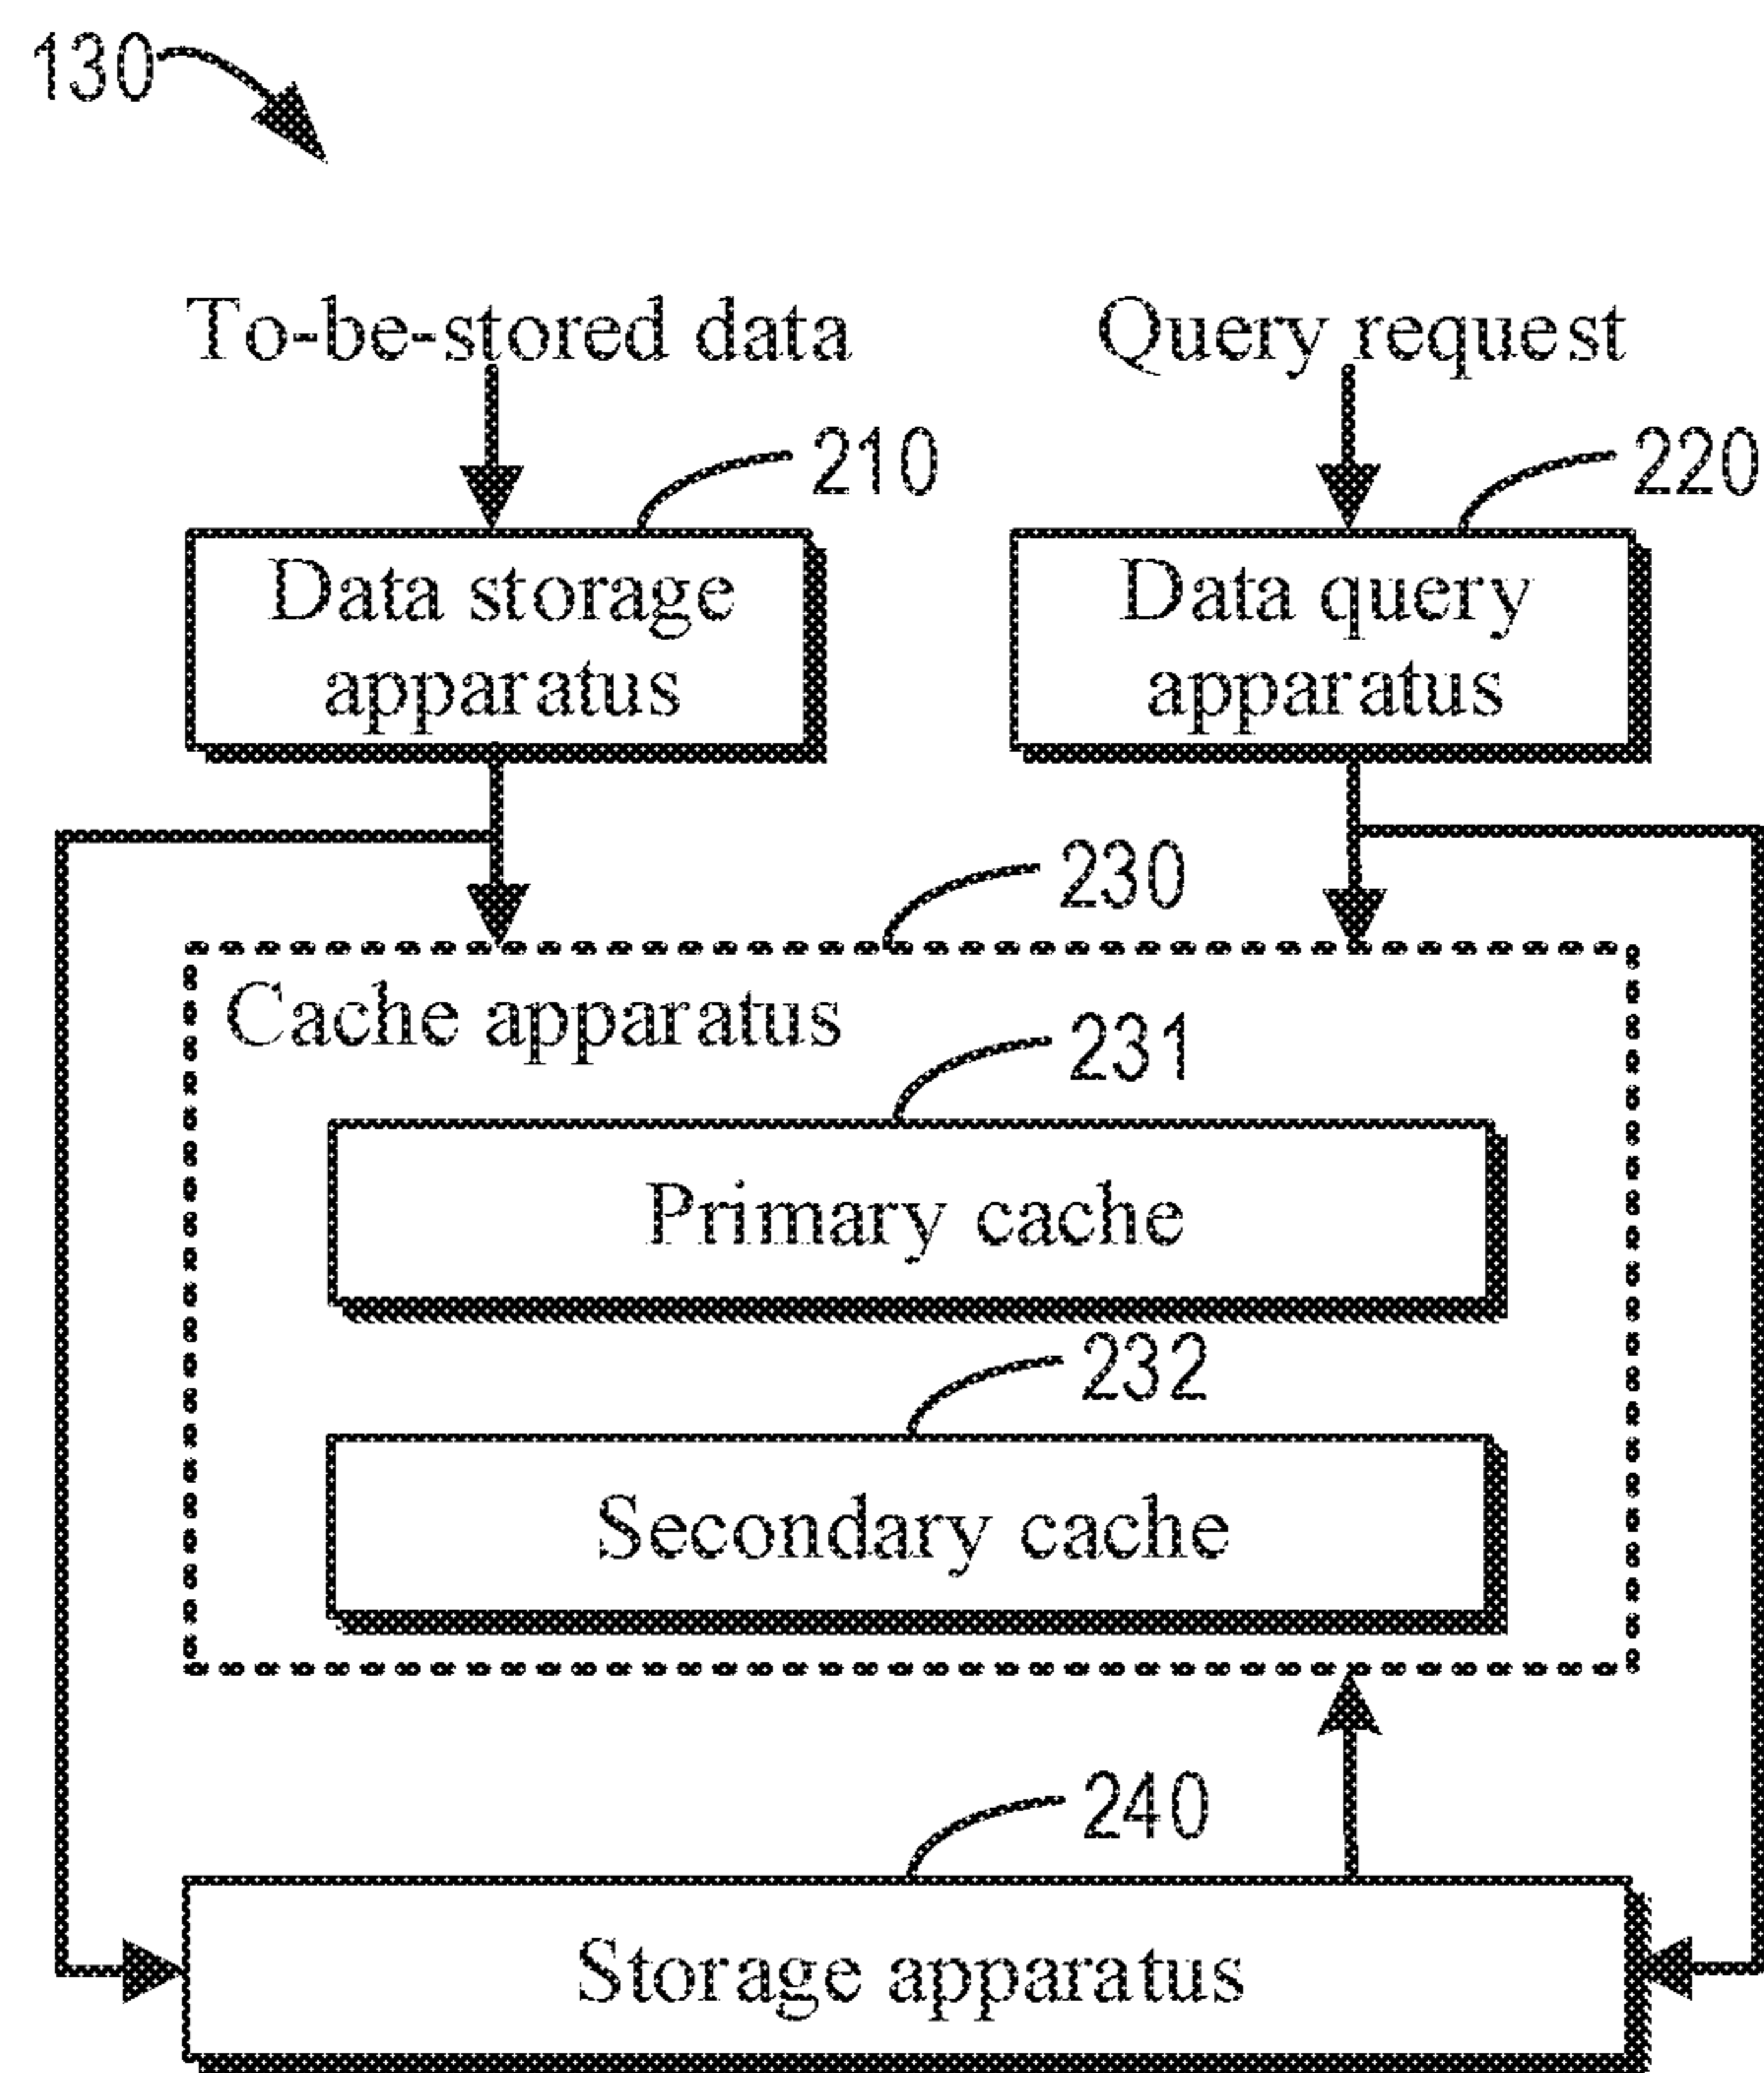 130
To-be-stored data
Query request
210
220
Data storage
apparatus
Data query
apparatus
230
Cache apparatus
231
Primary cache
232
Secondary cache
240
Storage apparatus